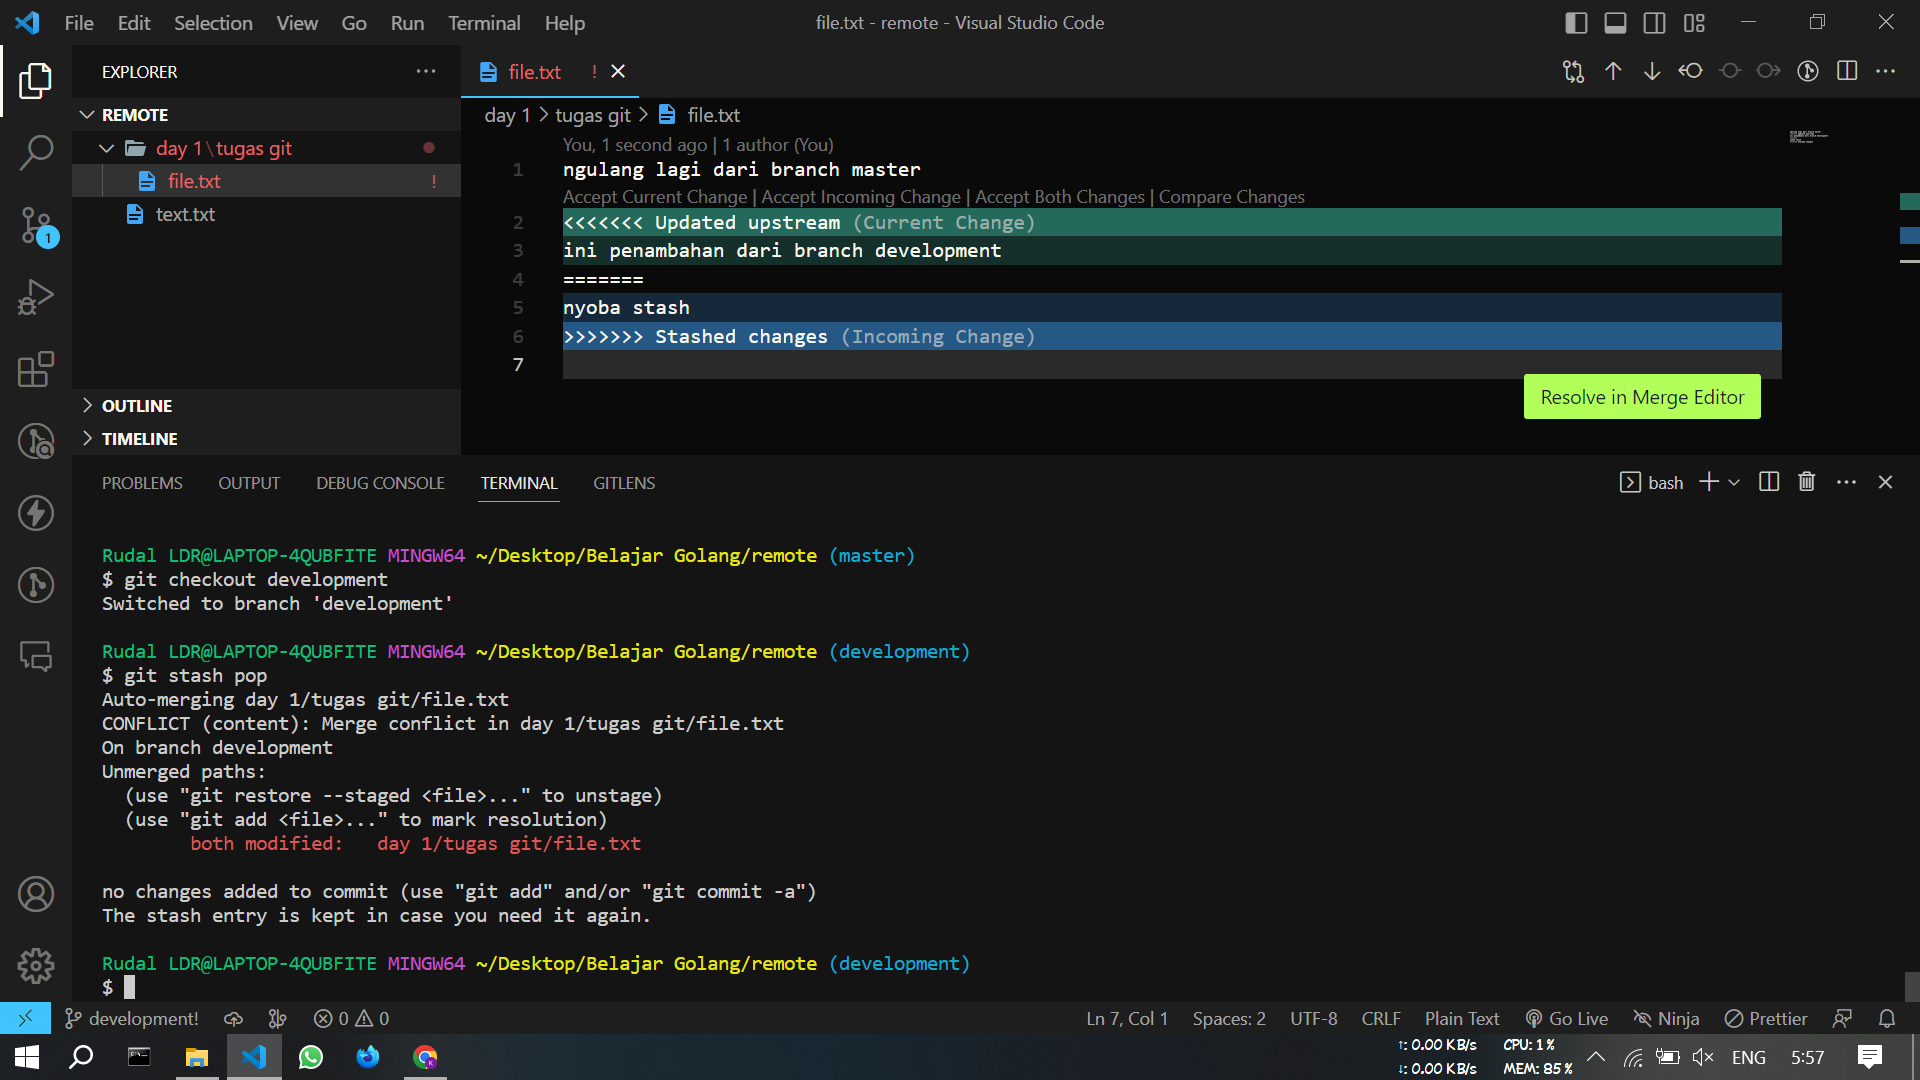 File Edit Selection View Go Run Terminal Help
file.txt - remote - Visual Studio Code
EXPLORER
REMOTE
day 1\tugas git
file.txt !
text.txt
OUTLINE
TIMELINE
1
file.txt !
day 1 > tugas git > file.txt
You, 1 second ago | 1 author (You)
1 ngulang lagi dari branch master
Accept Current Change | Accept Incoming Change | Accept Both Changes | Compare Changes
2 <<<<<<< Updated upstream (Current Change)
3 ini penambahan dari branch development
4 =======
5 nyoba stash
6 >>>>>>> Stashed changes (Incoming Change)
7
Resolve in Merge Editor
PROBLEMS OUTPUT DEBUG CONSOLE TERMINAL GITLENS
bash
Rudal LDR@LAPTOP-4QUBFITE MINGW64 ~/Desktop/Belajar Golang/remote (master)
$ git checkout development
Switched to branch 'development'
Rudal LDR@LAPTOP-4QUBFITE MINGW64 ~/Desktop/Belajar Golang/remote (development)
$ git stash pop
Auto-merging day 1/tugas git/file.txt
CONFLICT (content): Merge conflict in day 1/tugas git/file.txt
On branch development
Unmerged paths:
(use "git restore --staged <file>..." to unstage)
(use "git add <file>..." to mark resolution)
both modified: day 1/tugas git/file.txt
no changes added to commit (use "git add" and/or "git commit -a")
The stash entry is kept in case you need it again.
Rudal LDR@LAPTOP-4QUBFITE MINGW64 ~/Desktop/Belajar Golang/remote (development)
$
development! 0 0 Ln 7, Col 1 Spaces: 2 UTF-8 CRLF Plain Text Go Live Ninja Prettier
↑: 0.00 KB/s CPU: 1 %
↓: 0.00 KB/s MEM: 85 %
ENG 5:57